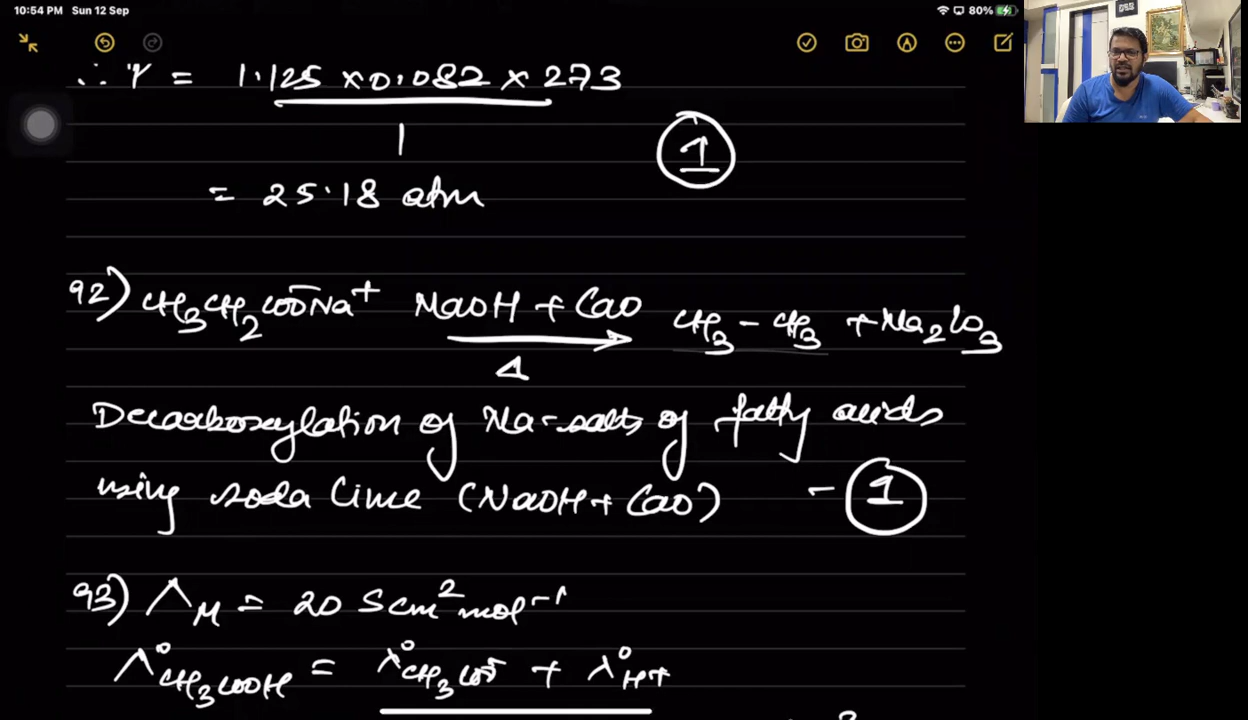 10:54 PM Sun 12 Sep
80%
∴ P = 1.125 × 0.082 × 273
1
①
= 25.18 atm
92) CH₃CH₂COO⁻Na⁺ NaOH + CaO CH₃ - CH₃ + Na₂CO₃
Δ
Decarboxylation of Na-salts of fatty acids
using soda lime (NaOH + CaO) - ①
93) Λ_M = 20 S cm² mol⁻¹
Λ°CH₃COOH = λ°CH₃COO⁻ + λ°H+